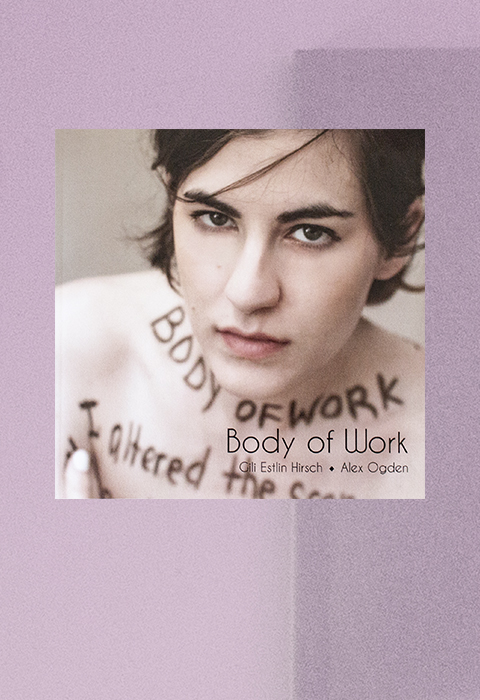 BODY OF WORK
I altered the
Body of Work
Gili Estlin Hirsch ♦ Alex Ogden